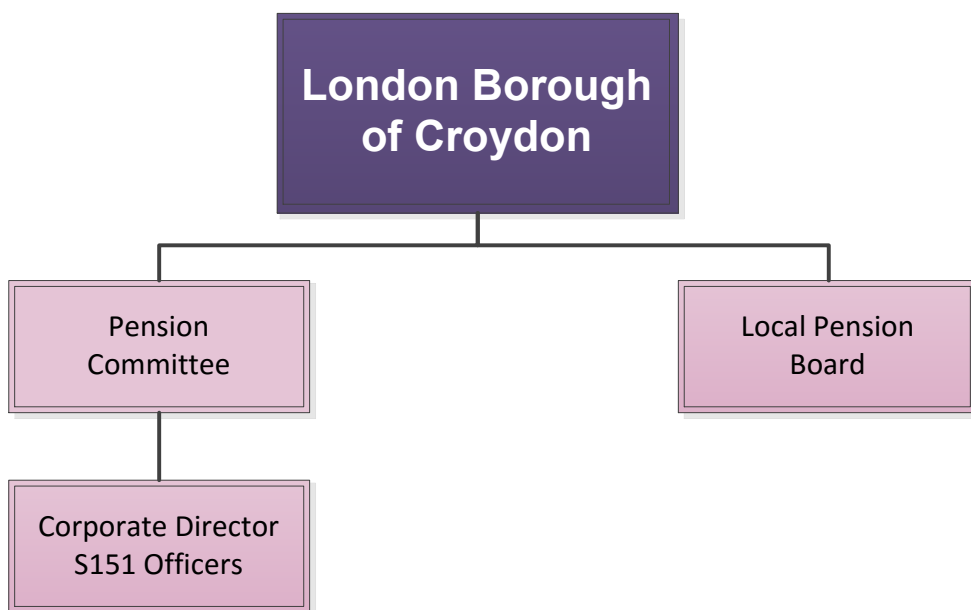 London Borough
of Croydon
Pension
Committee
Local Pension
Board
Corporate Director
S151 Officers